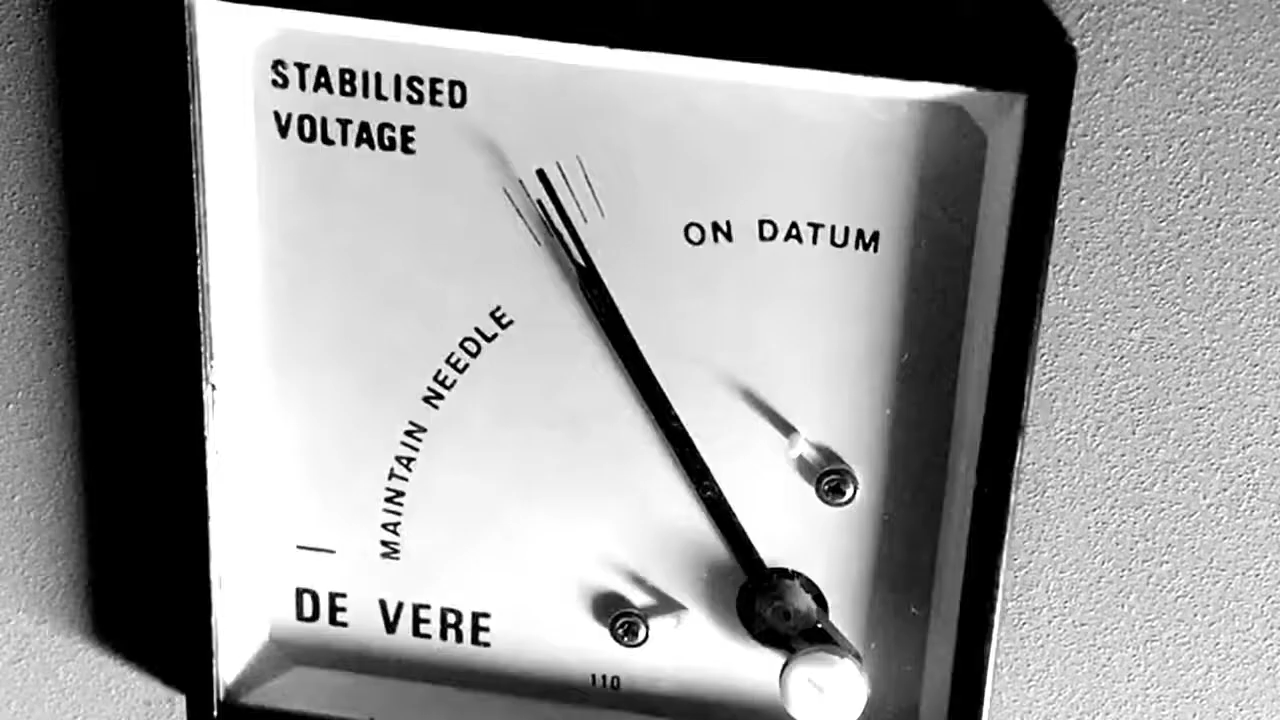 STABILISED
VOLTAGE
ON DATUM
MAINTAIN NEEDLE
DE VERE
110